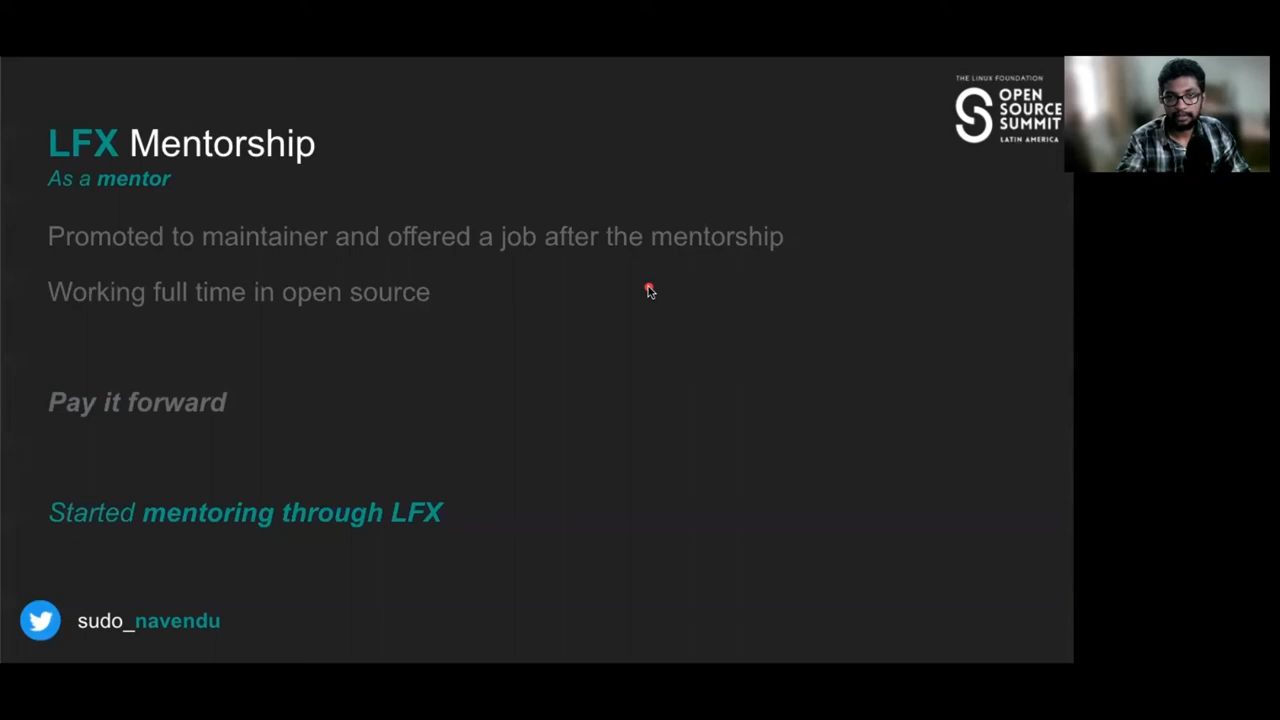 THE LINUX FOUNDATION
OPEN
SOURCE
SUMMIT
LATIN AMERICA
LFX Mentorship
As a mentor
Promoted to maintainer and offered a job after the mentorship
Working full time in open source
Pay it forward
Started mentoring through LFX
sudo_navendu